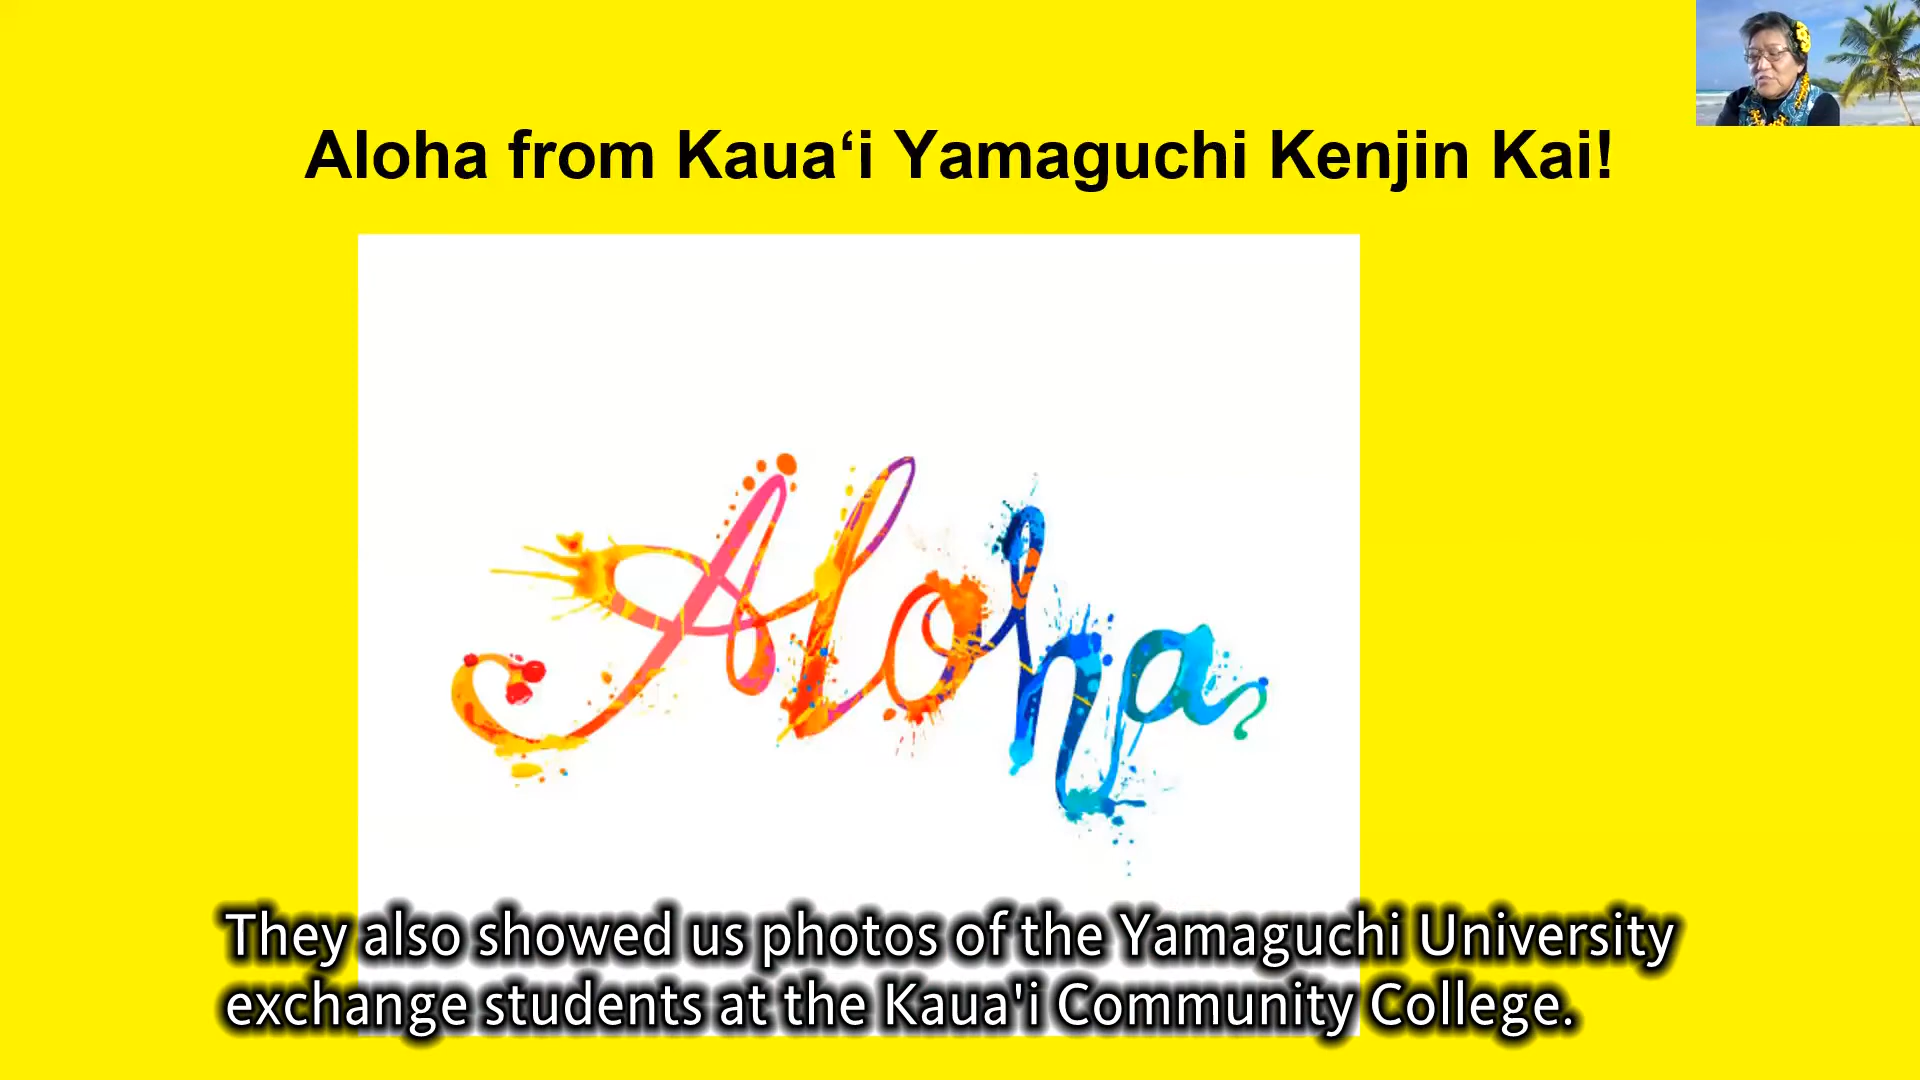 Aloha from Kauaʻi Yamaguchi Kenjin Kai!
Aloha
They also showed us photos of the Yamaguchi University
exchange students at the Kaua'i Community College.